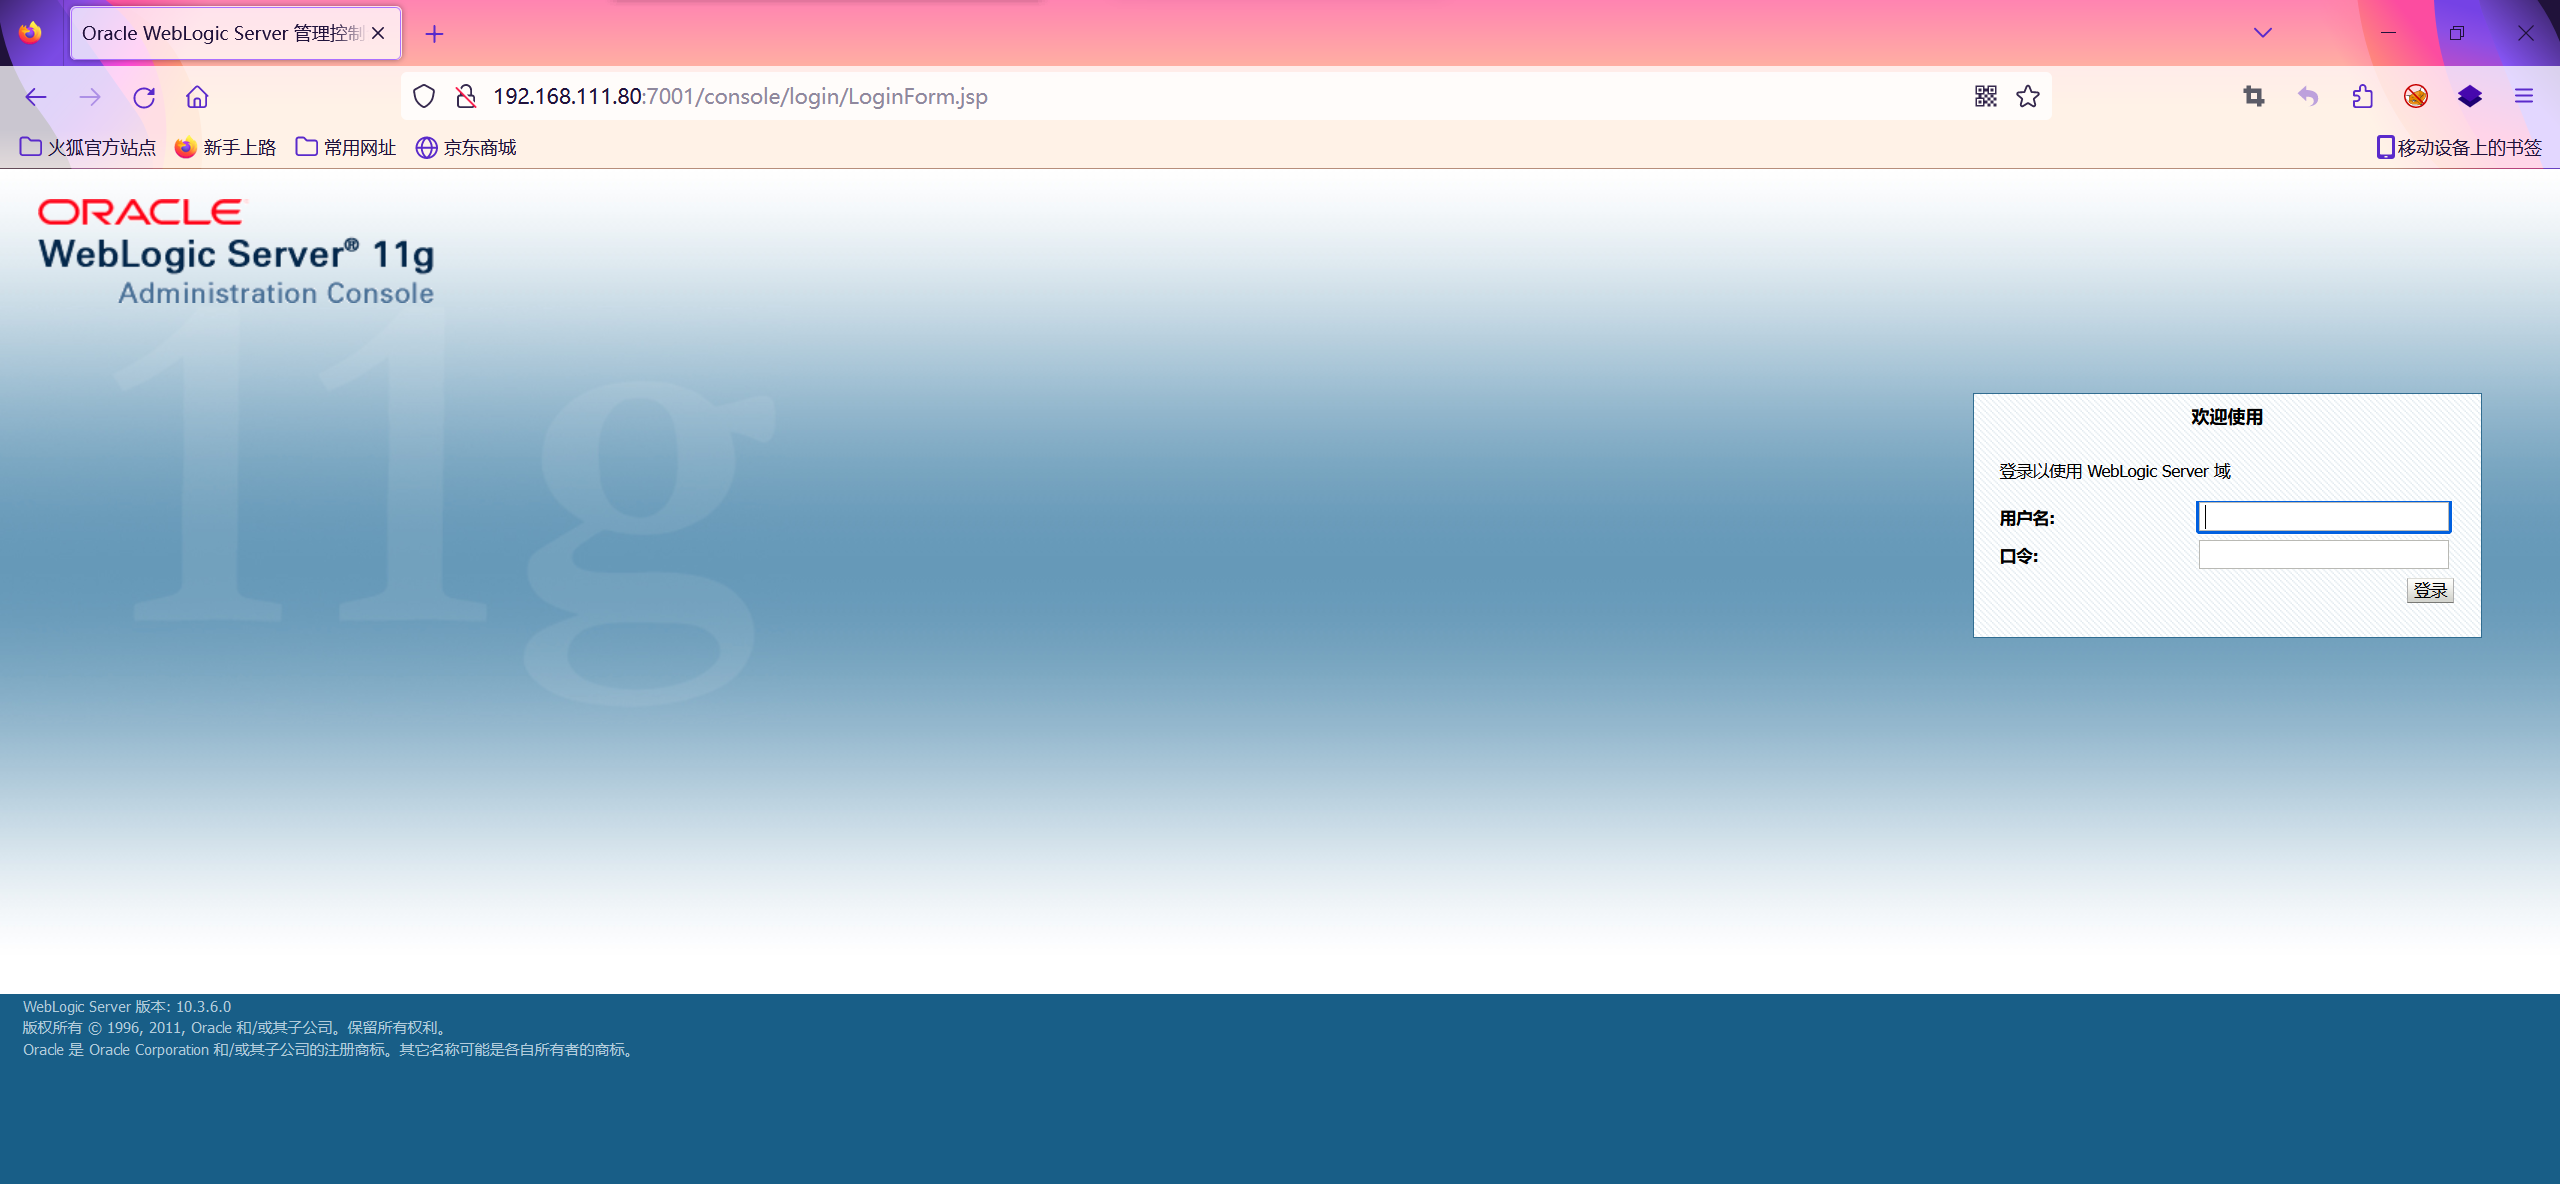 Oracle WebLogic Server 管理控制
192.168.111.80:7001/console/login/LoginForm.jsp
火狐官方站点 新手上路 常用网址 京东商城 移动设备上的书签
ORACLE
WebLogic Server® 11g
Administration Console
11g
欢迎使用
登录以使用 WebLogic Server 域
用户名:
口令:
登录
WebLogic Server 版本: 10.3.6.0
版权所有 © 1996, 2011, Oracle 和/或其子公司。保留所有权利。
Oracle 是 Oracle Corporation 和/或其子公司的注册商标。其它名称可能是各自所有者的商标。